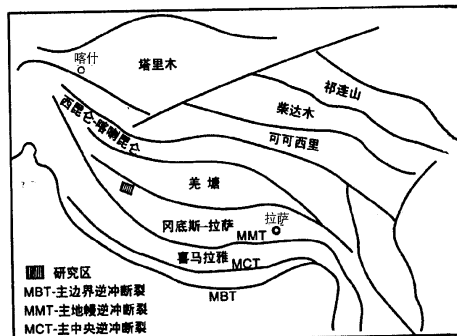 喀什
塔里木
祁连山
柴达木
可可西里
西昆仑-喀喇昆仑
羌塘
冈底斯—拉萨
拉萨
MMT
喜马拉雅
MCT
MBT
研究区
MBT-主边界逆冲断裂
MMT-主地幔逆冲断裂
MCT-主中央逆冲断裂